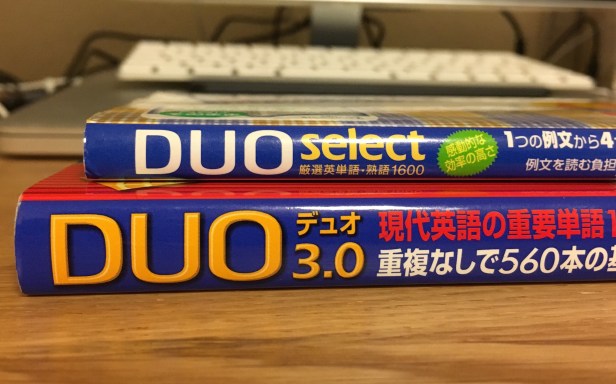 DUO select
厳選英単語・熟語1600
感動的な
効率の高さ
1つの例文から4
例文を読む負担
DUO
デュオ
3.0
現代英語の重要単語1
重複なしで560本の基